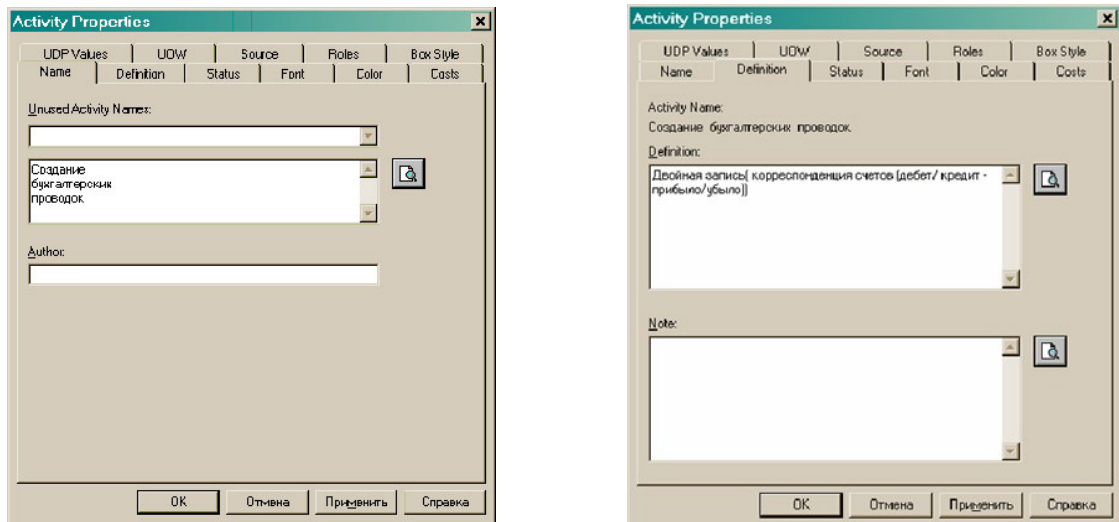 Activity Properties
UDP Values UOW Source Roles Box Style
Name Definition Status Font Color Costs
Unused Activity Names:
Создание
бухгалтерских
проводок
Author:
OK Отмена Применить Справка
Activity Properties
UDP Values UOW Source Roles Box Style
Name Definition Status Font Color Costs
Activity Name:
Создание бухгалтерских проводок
Definition:
Двойная запись( корреспонденция счетов (дебет/ кредит -
прибыло/убыло))
Note:
OK Отмена Применить Справка